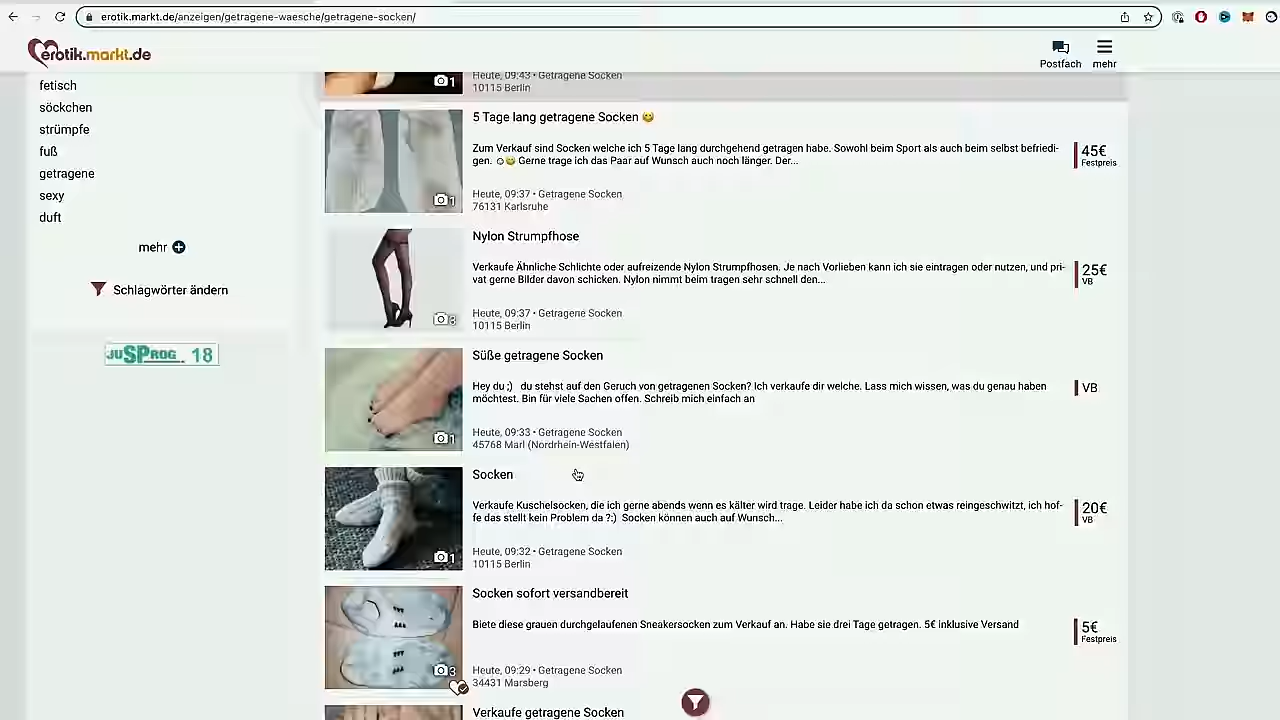 erotik.markt.de/anzeigen/getragene-waesche/getragene-socken/
erotik.markt.de
Postfach
mehr
fetisch
söckchen
strümpfe
fuß
getragene
sexy
duft
mehr
Schlagwörter ändern
JUSPROG 18
1
Heute, 09:43 • Getragene Socken
10115 Berlin
5 Tage lang getragene Socken 😅
Zum Verkauf sind Socken welche ich 5 Tage lang durchgehend getragen habe. Sowohl beim Sport als auch beim selbst befriedi-
gen. ☺😅 Gerne trage ich das Paar auf Wunsch auch noch länger. Der...
45€
Festpreis
1
Heute, 09:37 • Getragene Socken
76131 Karlsruhe
Nylon Strumpfhose
Verkaufe Ähnliche Schlichte oder aufreizende Nylon Strumpfhosen. Je nach Vorlieben kann ich sie eintragen oder nutzen, und pri-
vat gerne Bilder davon schicken. Nylon nimmt beim tragen sehr schnell den...
25€
VB
3
Heute, 09:37 • Getragene Socken
10115 Berlin
Süße getragene Socken
Hey du ;) du stehst auf den Geruch von getragenen Socken? Ich verkaufe dir welche. Lass mich wissen, was du genau haben
möchtest. Bin für viele Sachen offen. Schreib mich einfach an
VB
1
Heute, 09:33 • Getragene Socken
45768 Marl (Nordrhein-Westfalen)
Socken
Verkaufe Kuschelsocken, die ich gerne abends wenn es kälter wird trage. Leider habe ich da schon etwas reingeschwitzt, ich hof-
fe das stellt kein Problem da ?:) Socken können auch auf Wunsch...
20€
VB
1
Heute, 09:32 • Getragene Socken
10115 Berlin
Socken sofort versandbereit
Biete diese grauen durchgelaufenen Sneakersocken zum Verkauf an. Habe sie drei Tage getragen. 5€ inklusive Versand
5€
Festpreis
3
Heute, 09:29 • Getragene Socken
34431 Marsberg
Verkaufe getragene Socken